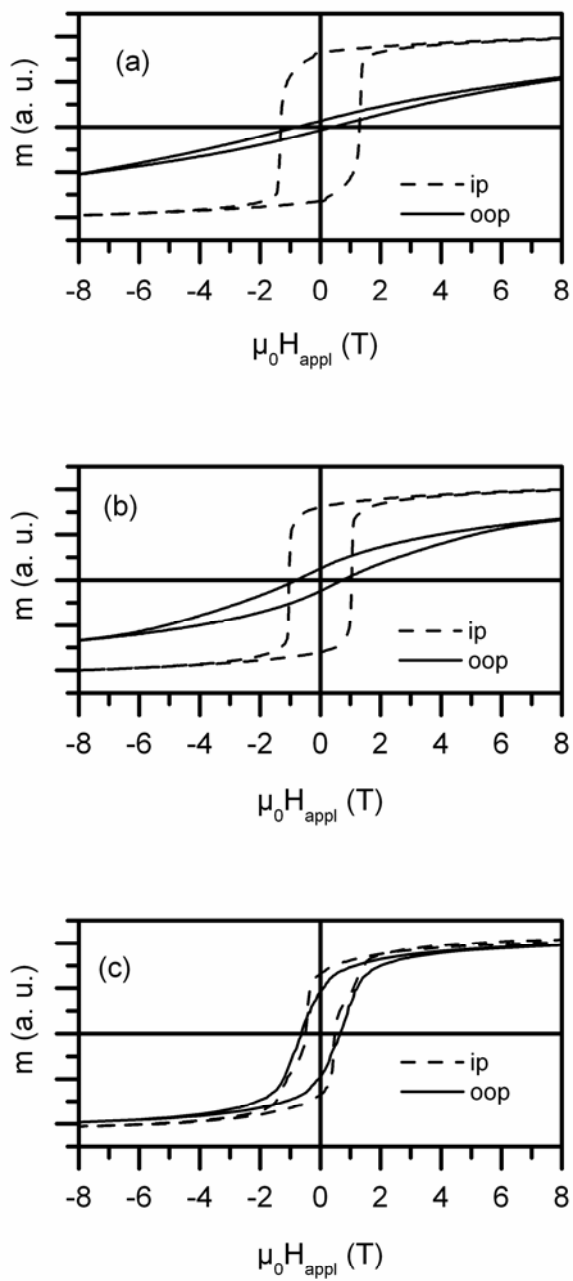 (a)
m (a. u.)
ip
oop
-8 -6 -4 -2 0 2 4 6 8
μ₀Hₐₚₚₗ (T)
(b)
m (a. u.)
ip
oop
-8 -6 -4 -2 0 2 4 6 8
μ₀Hₐₚₚₗ (T)
(c)
m (a. u.)
ip
oop
-8 -6 -4 -2 0 2 4 6 8
μ₀Hₐₚₚₗ (T)